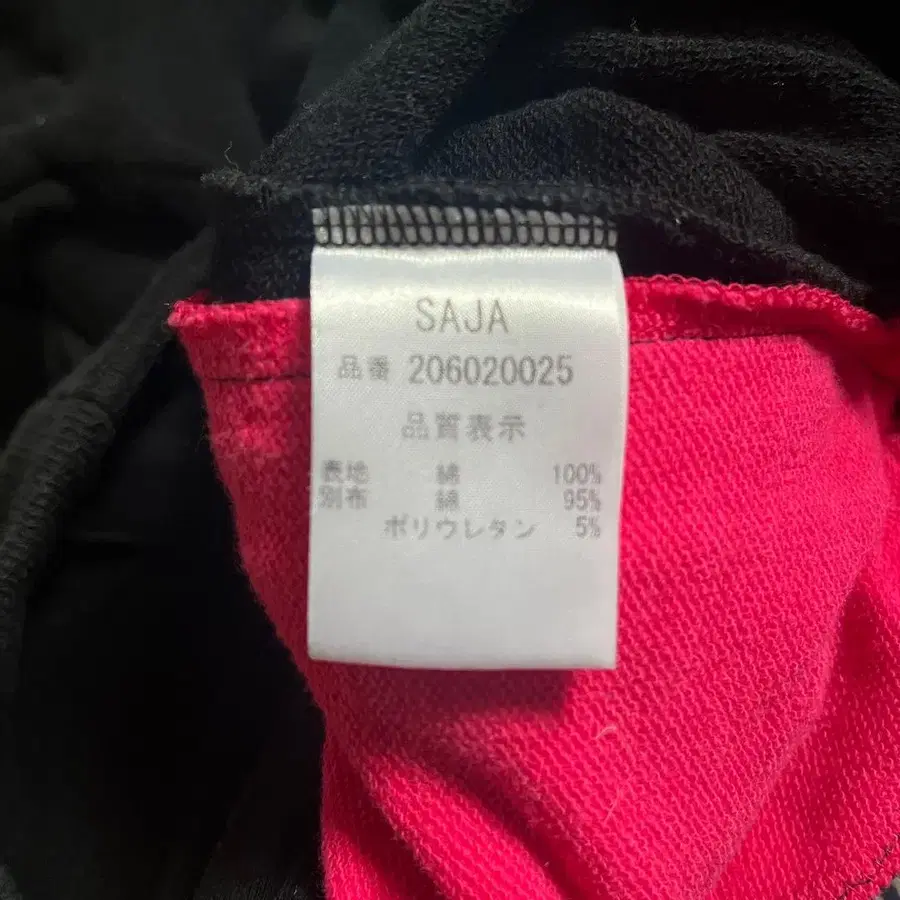 SAJA
品番 206020025
品質表示
表地 綿 100%
別布 綿 95%
ポリウレタン 5%